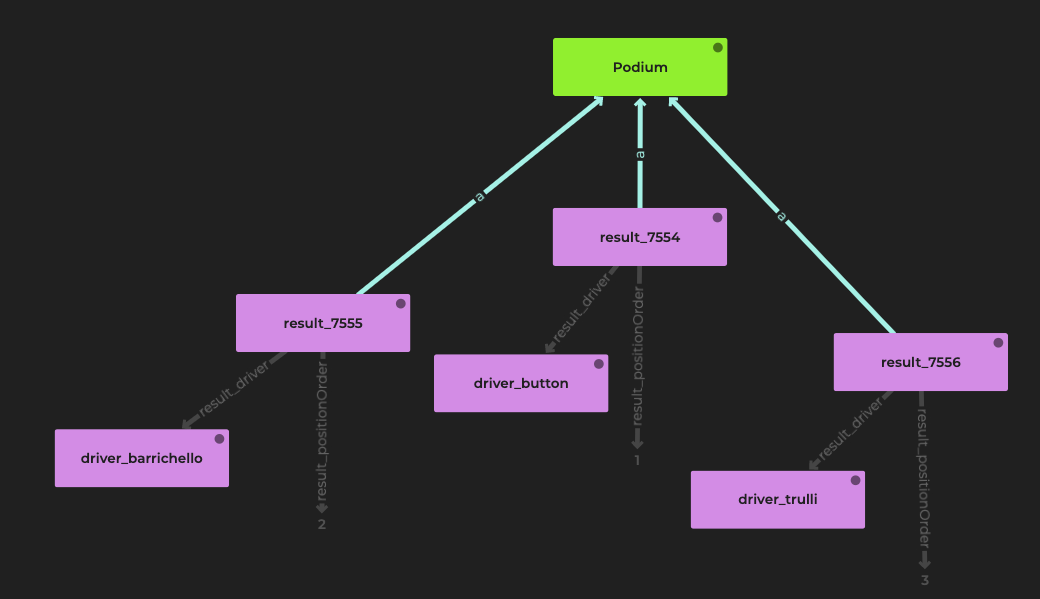 Podium
a
a
a
result_7554
result_7555
result_7556
result_driver
result_positionOrder
driver_button
1
result_driver
result_positionOrder
driver_barrichello
2
result_driver
result_positionOrder
driver_trulli
3